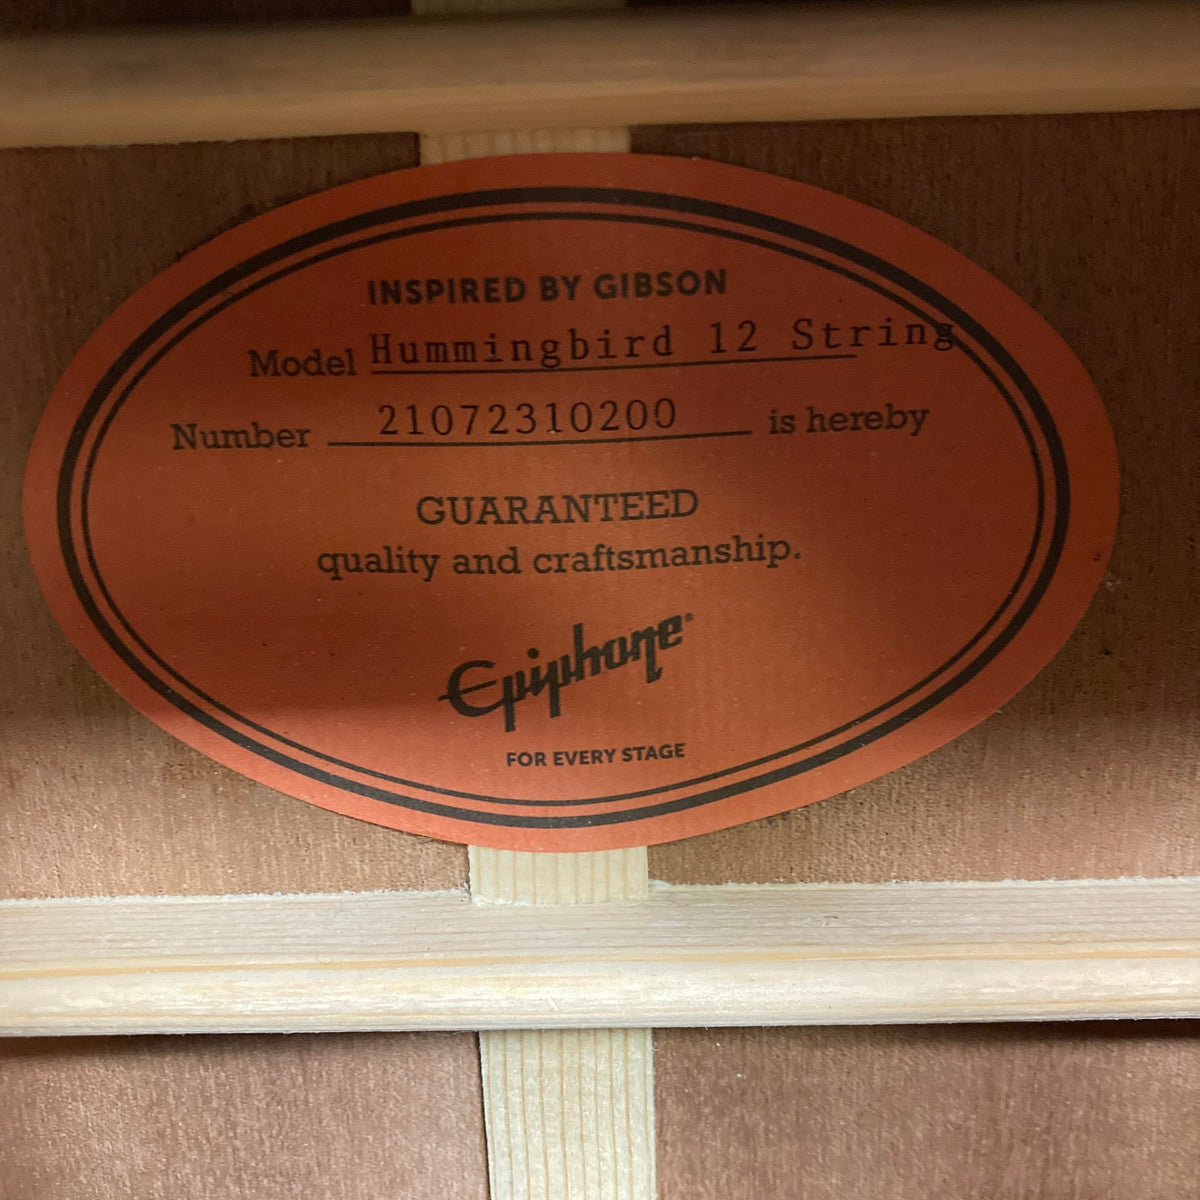 INSPIRED BY GIBSON
Model Hummingbird 12 String
Number 21072310200 is hereby
GUARANTEED
quality and craftsmanship.
Epiphone®
FOR EVERY STAGE